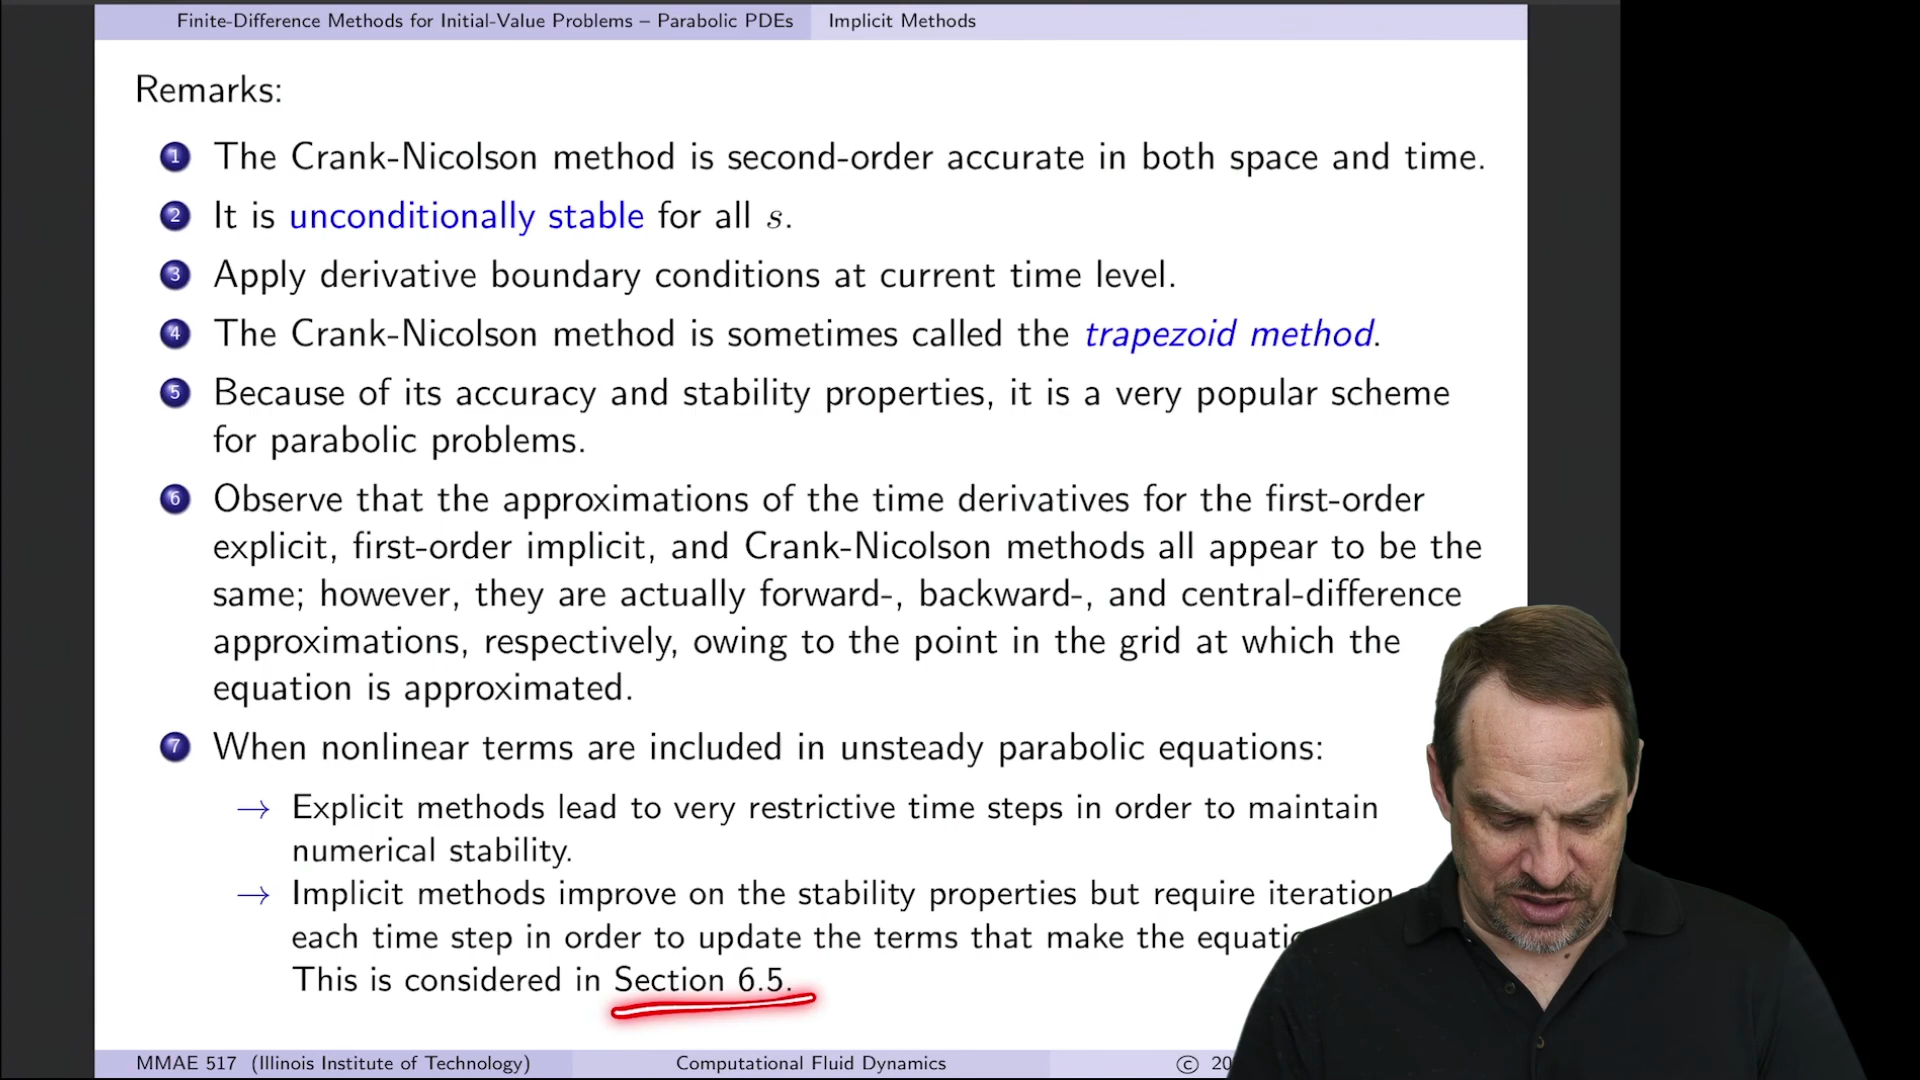 Finite-Difference Methods for Initial-Value Problems – Parabolic PDEs Implicit Methods
Remarks:
1 The Crank-Nicolson method is second-order accurate in both space and time.
2 It is unconditionally stable for all s.
3 Apply derivative boundary conditions at current time level.
4 The Crank-Nicolson method is sometimes called the trapezoid method.
5 Because of its accuracy and stability properties, it is a very popular scheme
for parabolic problems.
6 Observe that the approximations of the time derivatives for the first-order
explicit, first-order implicit, and Crank-Nicolson methods all appear to be the
same; however, they are actually forward-, backward-, and central-difference
approximations, respectively, owing to the point in the grid at which the
equation is approximated.
7 When nonlinear terms are included in unsteady parabolic equations:
→ Explicit methods lead to very restrictive time steps in order to maintain
numerical stability.
→ Implicit methods improve on the stability properties but require iteration
each time step in order to update the terms that make the
This is considered in Section 6.5.
MMAE 517 (Illinois Institute of Technology) Computational Fluid Dynamics ©